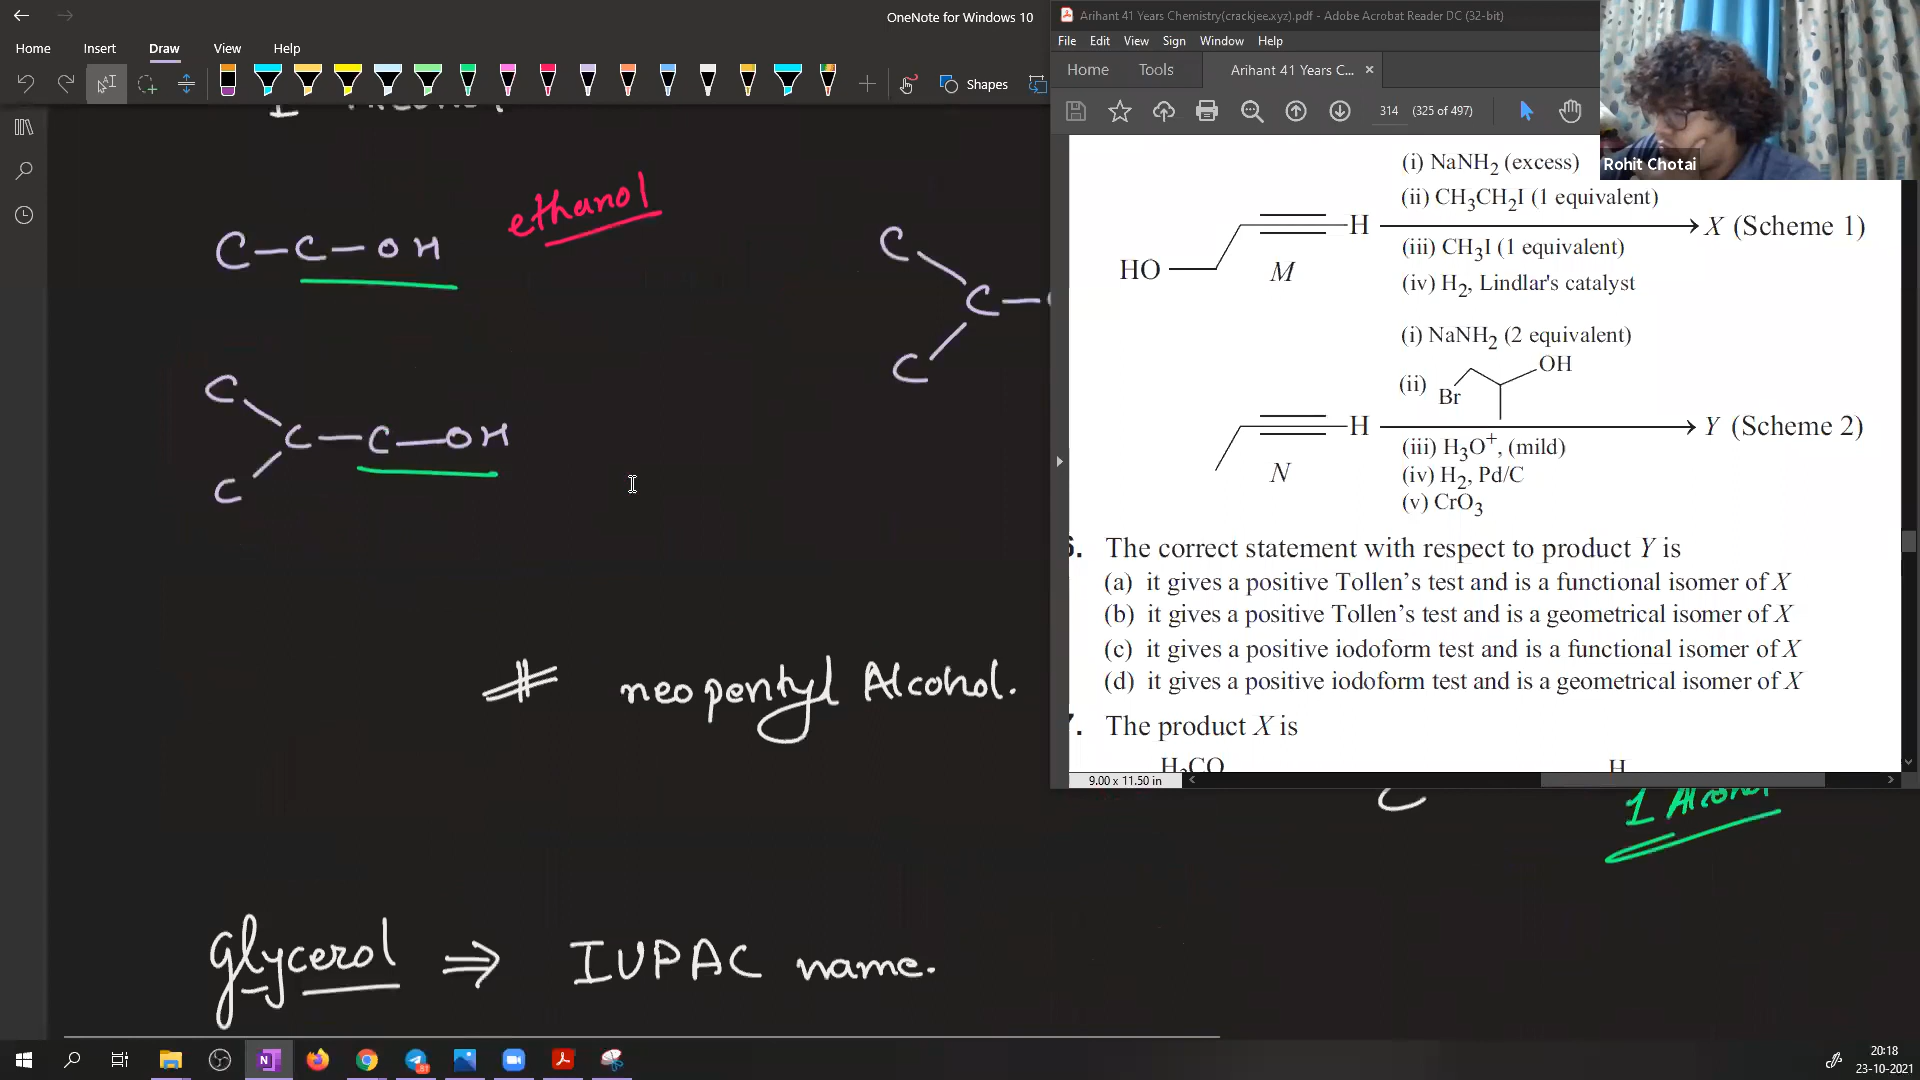 OneNote for Windows 10
Home Insert Draw View Help
Shapes
ethanol
C-C-OH
C
C
C
C-C-OH
C
C-
C
# neopentyl Alcohol.
glycerol ⇒ IUPAC name.
C
1 Alcohol
Arihant 41 Years Chemistry(crackjee.xyz).pdf - Adobe Acrobat Reader DC (32-bit)
File Edit View Sign Window Help
Home Tools Arihant 41 Years C... ×
314 (325 of 497)
Rohit Chotai
(i) NaNH2 (excess)
(ii) CH3CH2I (1 equivalent)
HO H X (Scheme 1)
M
(iii) CH3I (1 equivalent)
(iv) H2, Lindlar's catalyst
(i) NaNH2 (2 equivalent)
(ii) Br OH
H Y (Scheme 2)
N
(iii) H3O+, (mild)
(iv) H2, Pd/C
(v) CrO3
6. The correct statement with respect to product Y is
(a) it gives a positive Tollen's test and is a functional isomer of X
(b) it gives a positive Tollen's test and is a geometrical isomer of X
(c) it gives a positive iodoform test and is a functional isomer of X
(d) it gives a positive iodoform test and is a geometrical isomer of X
7. The product X is
H3CO H
9.00 x 11.50 in
20:18
23-10-2021